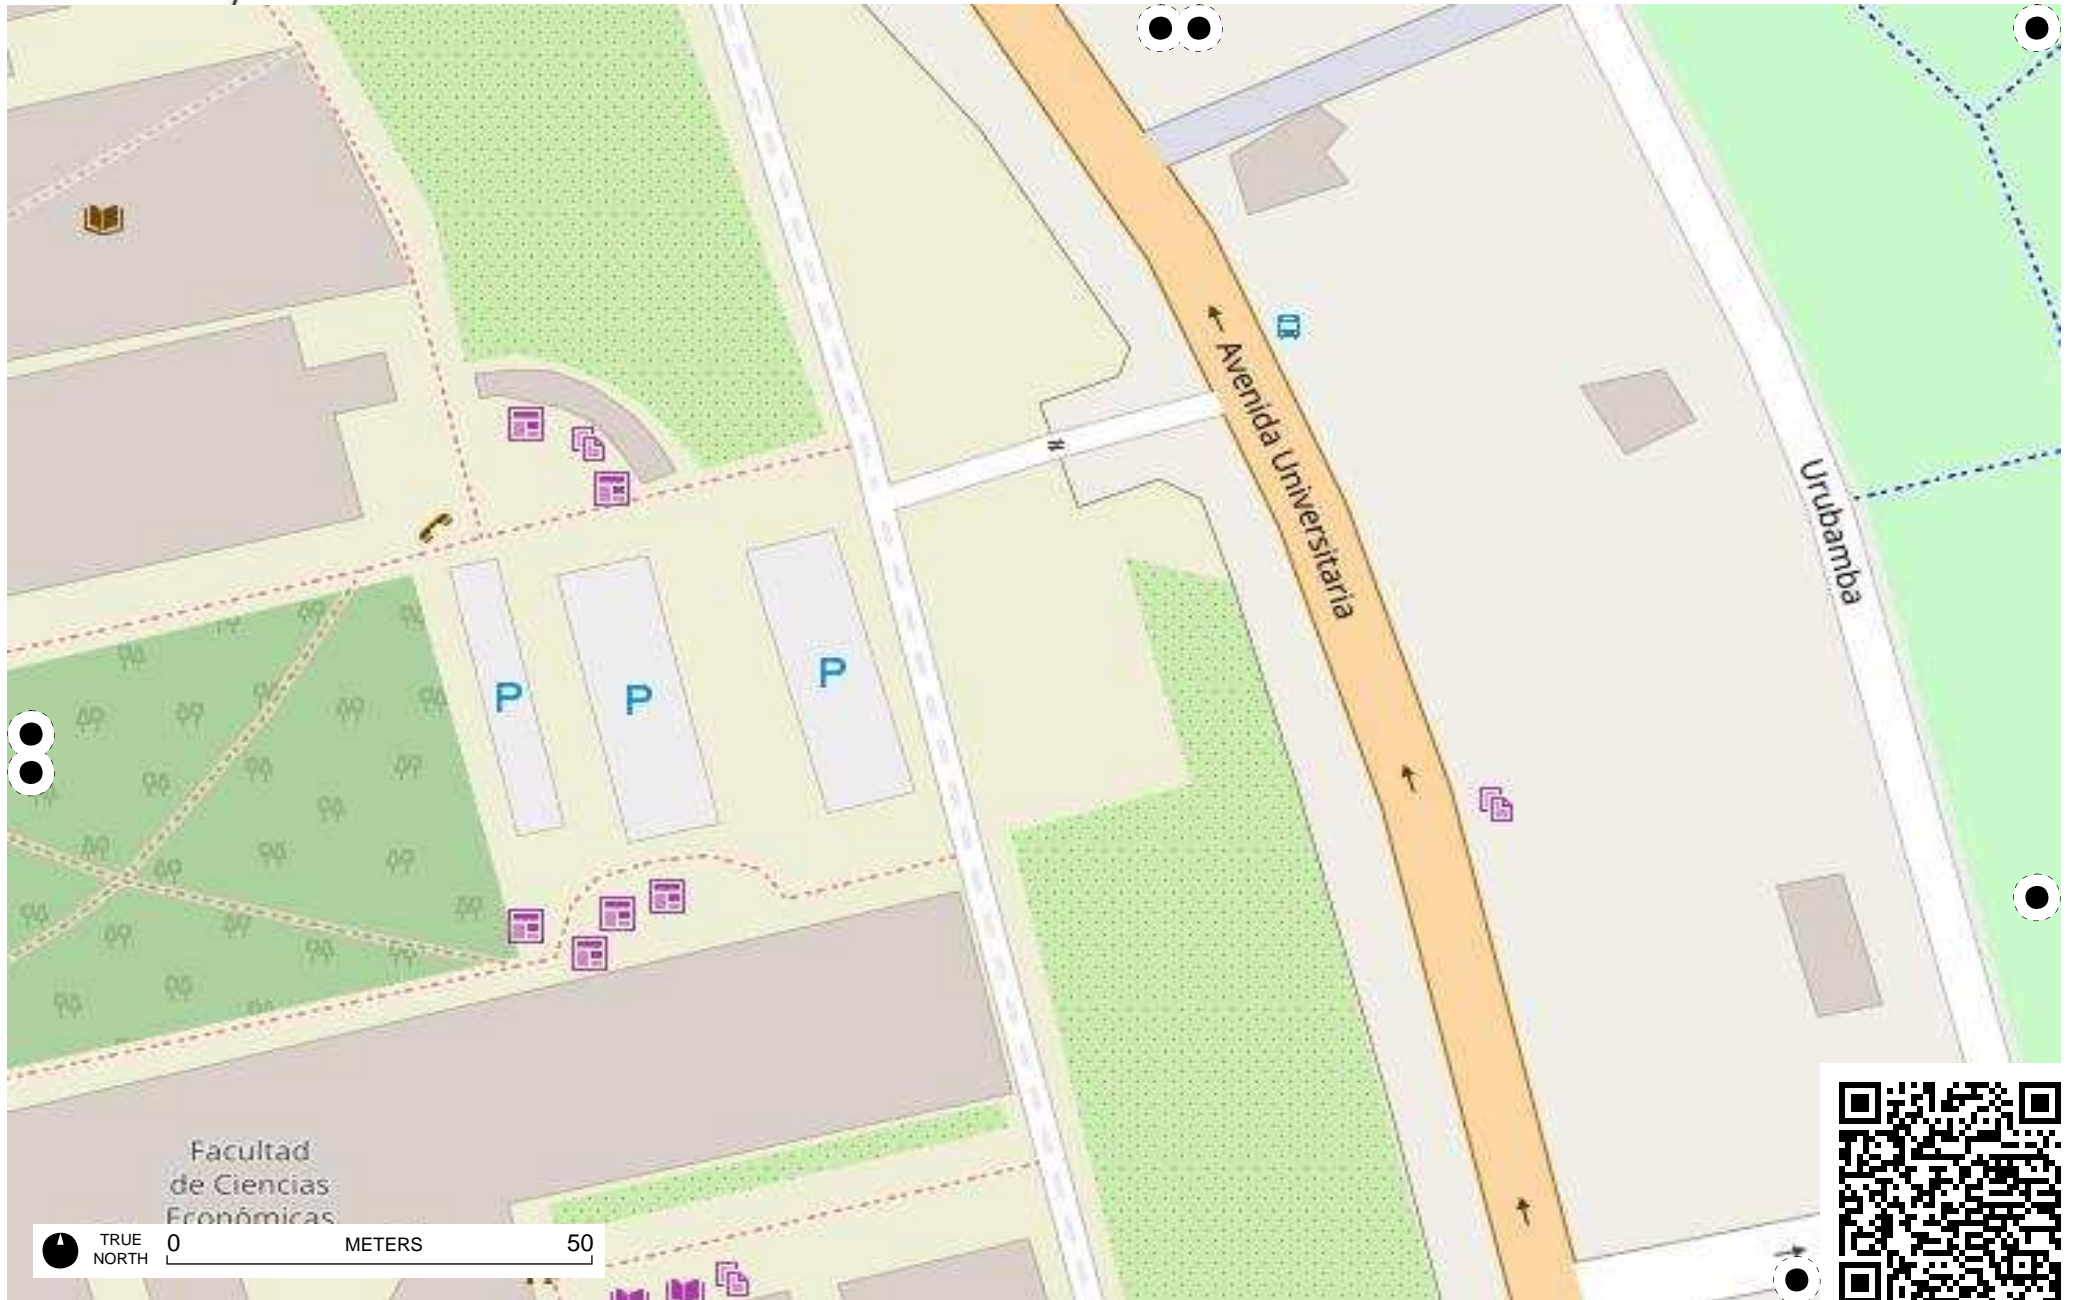 Avenida Universitaria
Urubamba
P
P
P
Facultad
de Ciencias
Económicas
TRUE
NORTH
0
METERS
50